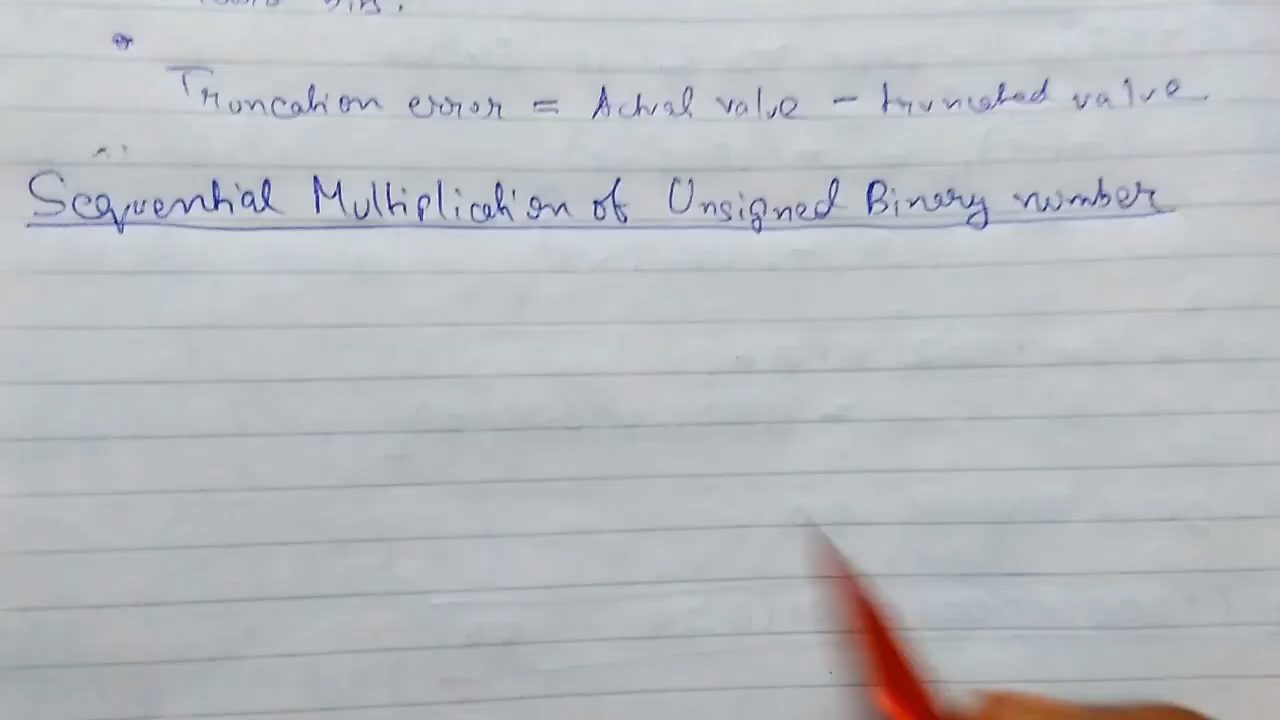 Truncation error = Actual value - truncated value.
Sequential Multiplication of Unsigned Binary number